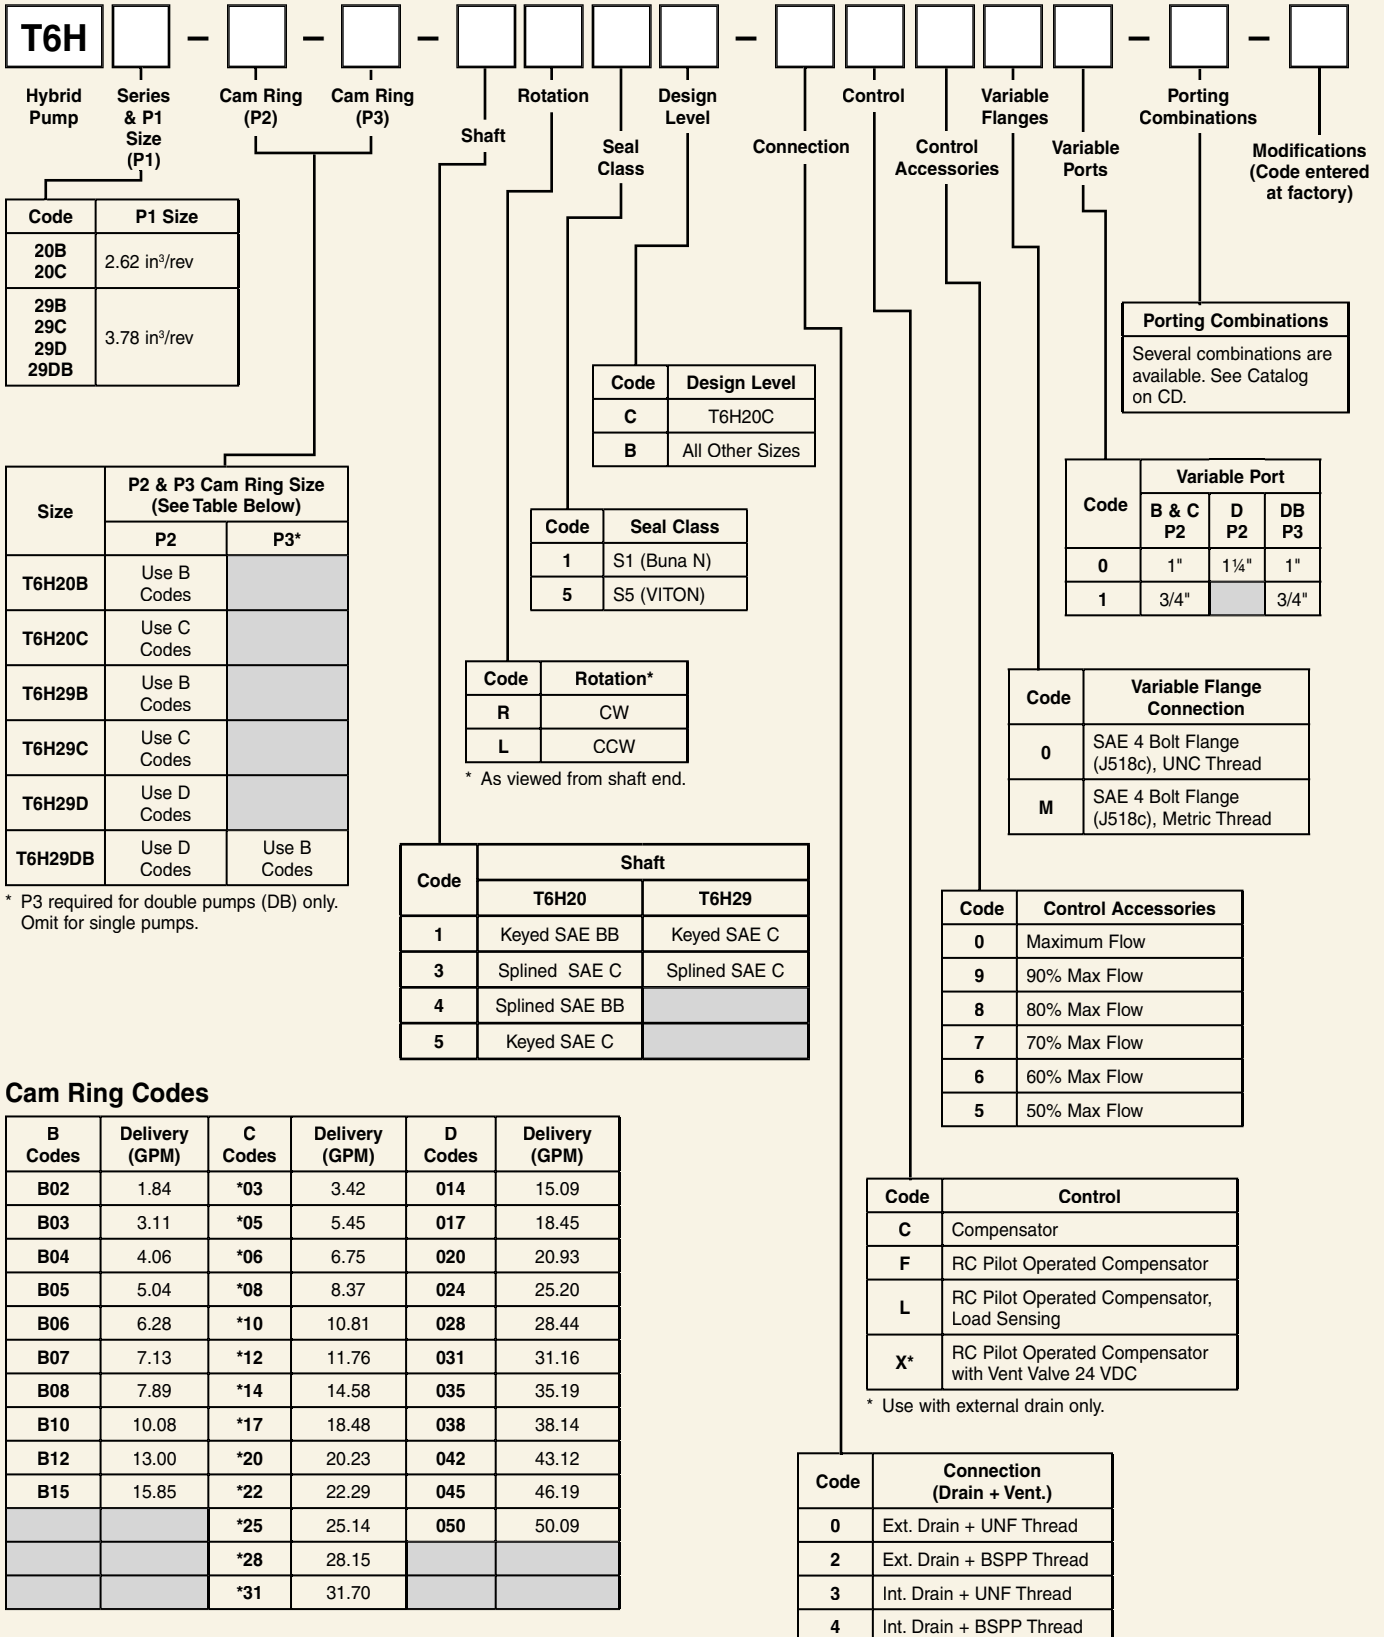 T6H
Hybrid
Pump
Series
& P1
Size
(P1)
Cam Ring
(P2)
Cam Ring
(P3)
Shaft
Rotation
Seal
Class
Design
Level
Connection
Control
Control
Accessories
Variable
Flanges
Variable
Ports
Porting
Combinations
Modifications
(Code entered
at factory)
Code P1 Size
20B
20C
2.62 in³/rev
29B
29C
29D
29DB
3.78 in³/rev
Porting Combinations
Several combinations are
available. See Catalog
on CD.
Code Design Level
C T6H20C
B All Other Sizes
Size
P2 & P3 Cam Ring Size
(See Table Below)
P2 P3*
T6H20B Use B
Codes
T6H20C Use C
Codes
T6H29B Use B
Codes
T6H29C Use C
Codes
T6H29D Use D
Codes
T6H29DB Use D
Codes
Use B
Codes
* P3 required for double pumps (DB) only.
Omit for single pumps.
Code Seal Class
1 S1 (Buna N)
5 S5 (VITON)
Code Variable Port
B & C
P2
D
P2
DB
P3
0 1" 1¼" 1"
1 3/4" 3/4"
Code Rotation*
R CW
L CCW
* As viewed from shaft end.
Code Variable Flange
Connection
0 SAE 4 Bolt Flange
(J518c), UNC Thread
M SAE 4 Bolt Flange
(J518c), Metric Thread
Code Shaft
T6H20 T6H29
1 Keyed SAE BB Keyed SAE C
3 Splined SAE C Splined SAE C
4 Splined SAE BB
5 Keyed SAE C
Code Control Accessories
0 Maximum Flow
9 90% Max Flow
8 80% Max Flow
7 70% Max Flow
6 60% Max Flow
5 50% Max Flow
Cam Ring Codes
B
Codes
Delivery
(GPM)
C
Codes
Delivery
(GPM)
D
Codes
Delivery
(GPM)
B02 1.84 *03 3.42 014 15.09
B03 3.11 *05 5.45 017 18.45
B04 4.06 *06 6.75 020 20.93
B05 5.04 *08 8.37 024 25.20
B06 6.28 *10 10.81 028 28.44
B07 7.13 *12 11.76 031 31.16
B08 7.89 *14 14.58 035 35.19
B10 10.08 *17 18.48 038 38.14
B12 13.00 *20 20.23 042 43.12
B15 15.85 *22 22.29 045 46.19
*25 25.14 050 50.09
*28 28.15
*31 31.70
Code Control
C Compensator
F RC Pilot Operated Compensator
L RC Pilot Operated Compensator,
Load Sensing
X* RC Pilot Operated Compensator
with Vent Valve 24 VDC
* Use with external drain only.
Code Connection
(Drain + Vent.)
0 Ext. Drain + UNF Thread
2 Ext. Drain + BSPP Thread
3 Int. Drain + UNF Thread
4 Int. Drain + BSPP Thread